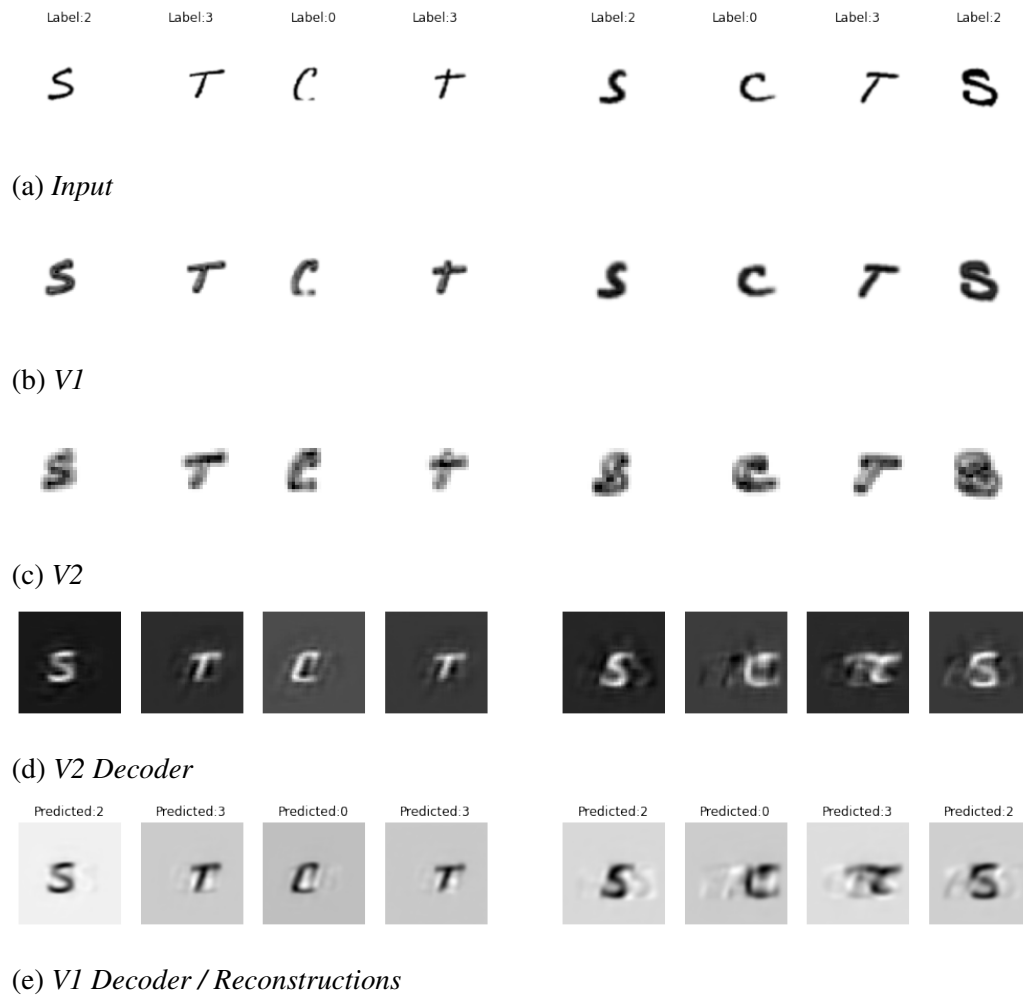 Label:2 Label:3 Label:0 Label:3 Label:2 Label:0 Label:3 Label:2
S T C t S C T S
(a) Input
S T C t S C T S
(b) V1
S T C t S C T S
(c) V2
S T C T S C T S
(d) V2 Decoder
Predicted:2 Predicted:3 Predicted:0 Predicted:3 Predicted:2 Predicted:0 Predicted:3 Predicted:2
S T C T S C T S
(e) V1 Decoder / Reconstructions